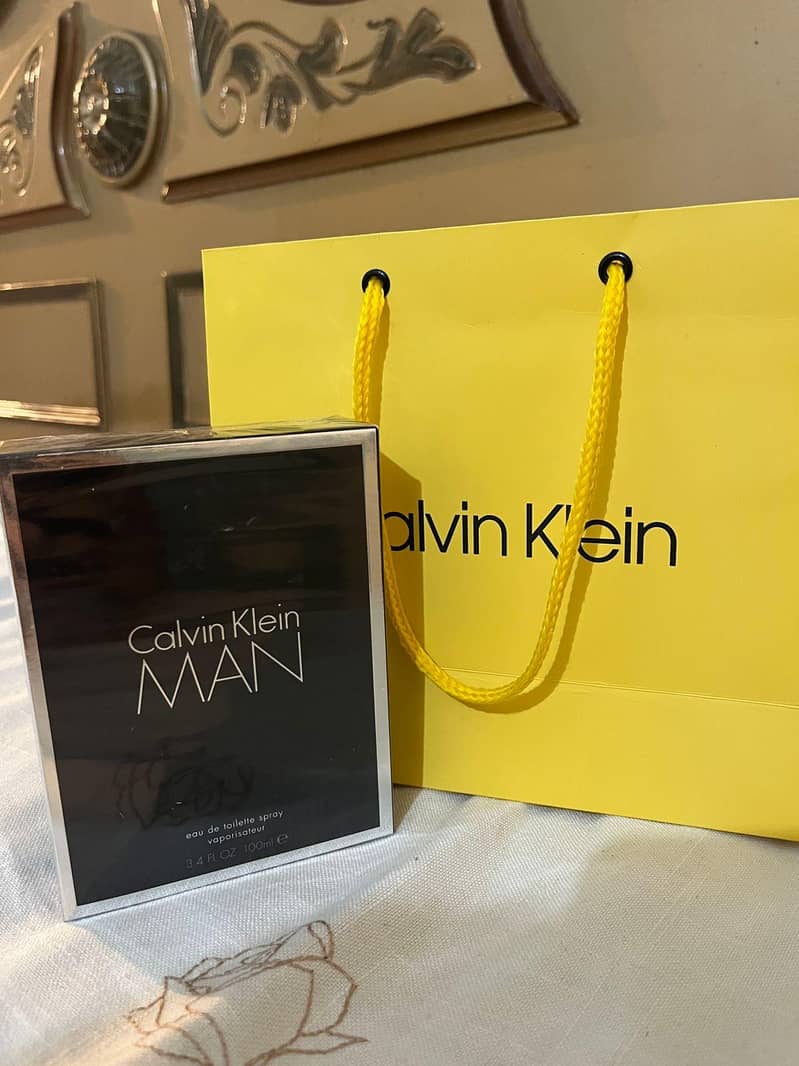 Calvin Klein
MAN
eau de toilette spray
vaporisateur
3.4 FL.OZ 100ml ℮
alvin Klein